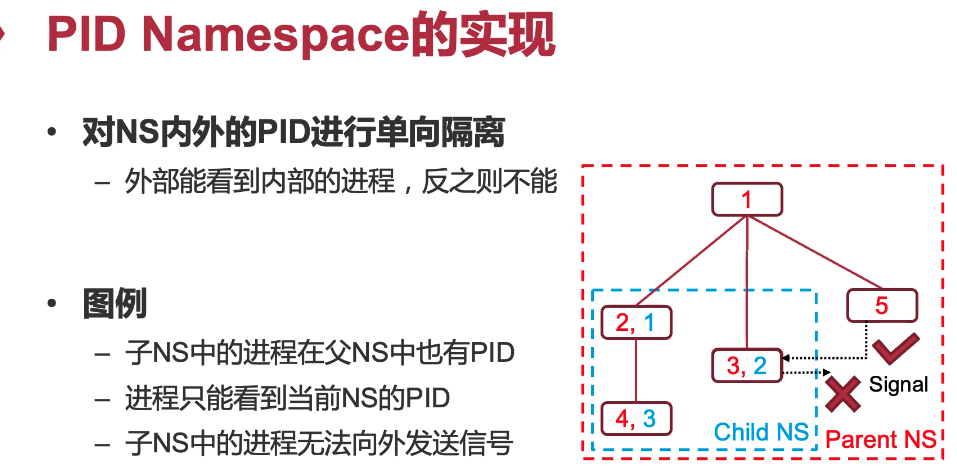 PID Namespace的实现
• 对NS内外的PID进行单向隔离
– 外部能看到内部的进程，反之则不能
• 图例
– 子NS中的进程在父NS中也有PID
– 进程只能看到当前NS的PID
– 子NS中的进程无法向外发送信号
1
5
2, 1
3, 2
Signal
4, 3
Child NS
Parent NS